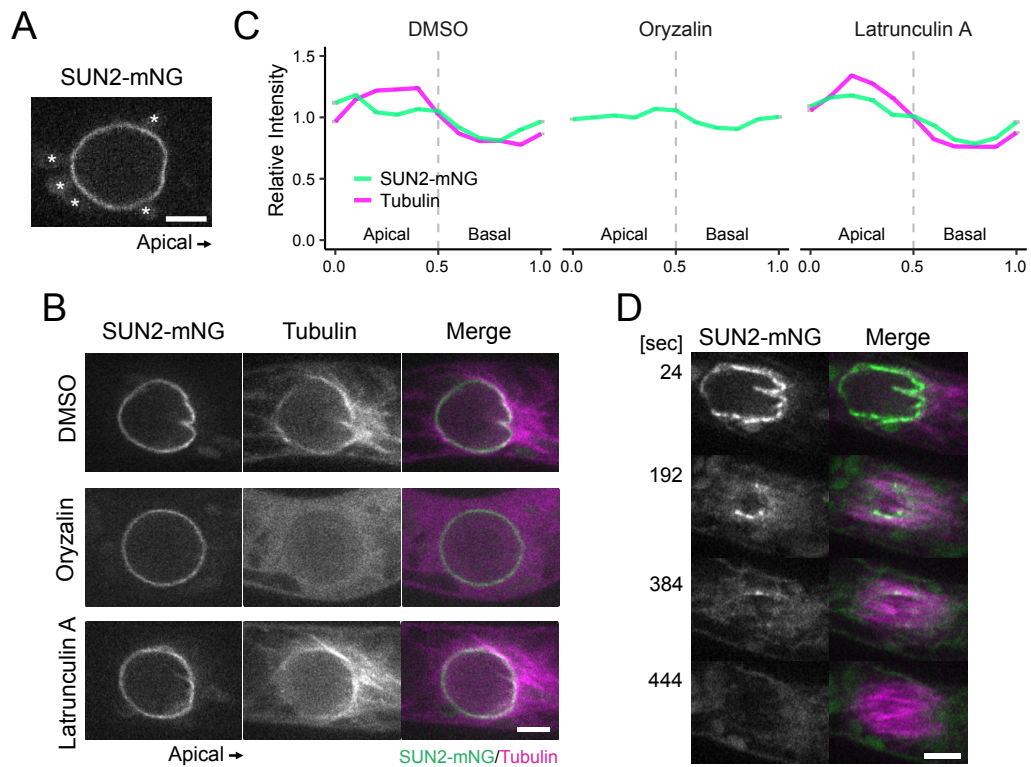 A
SUN2-mNG
* * * * *
Apical →
C
DMSO
Oryzalin
Latrunculin A
Relative Intensity
1.5
1.0
0.5
0.0
SUN2-mNG
Tubulin
Apical Basal
Apical Basal
Apical Basal
0.0 0.5 1.0
0.0 0.5 1.0
0.0 0.5 1.0
B
SUN2-mNG Tubulin Merge
DMSO
Oryzalin
Latrunculin A
Apical →
SUN2-mNG/Tubulin
D
[sec] SUN2-mNG Merge
24
192
384
444